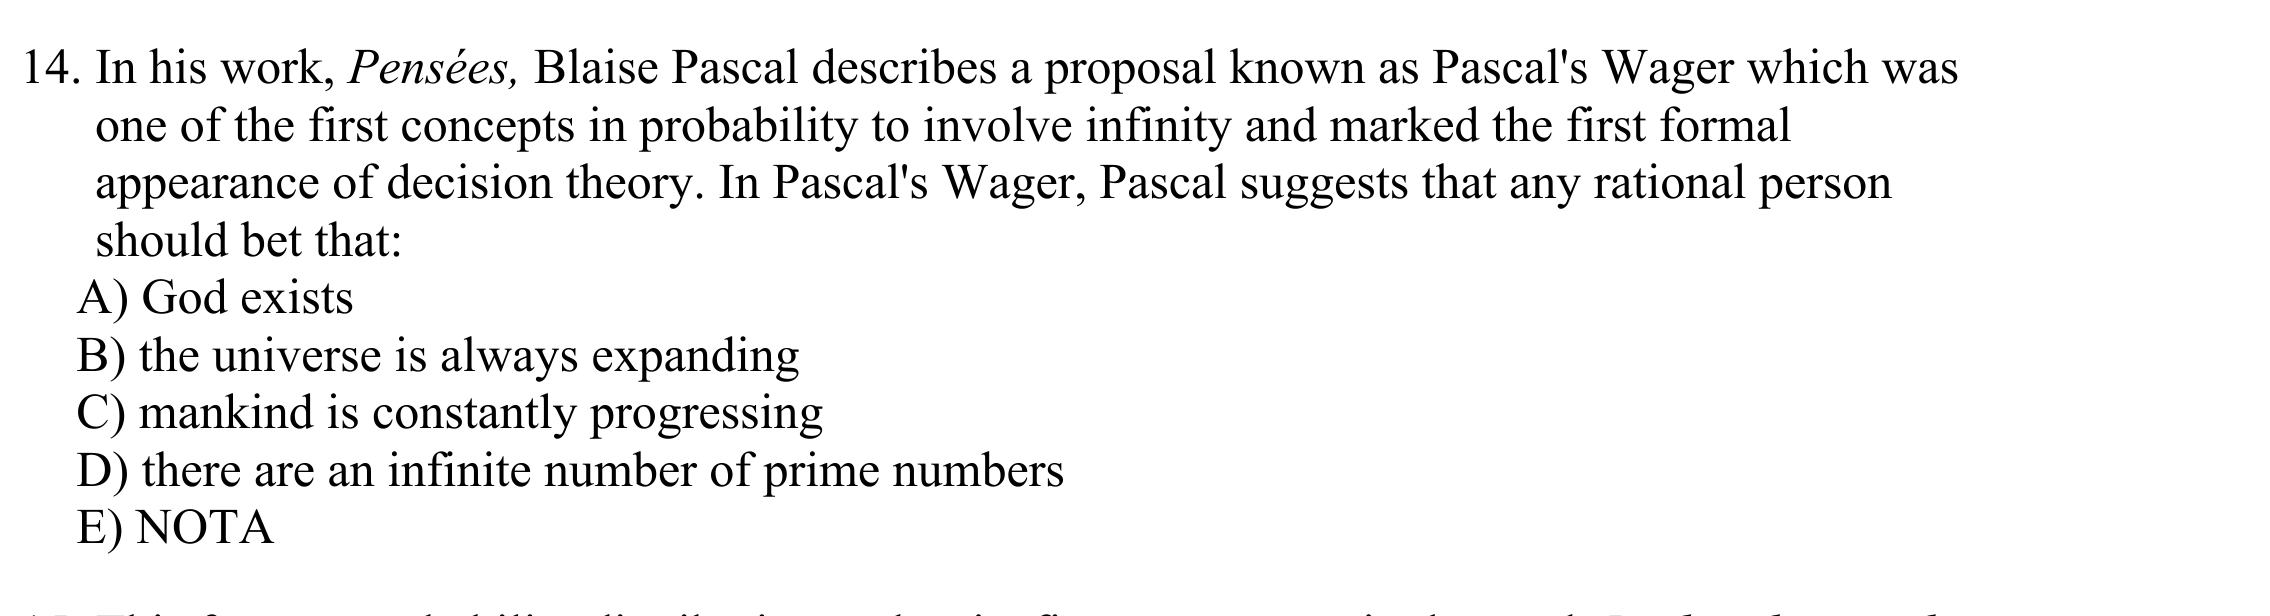 14. In his work, Pensées, Blaise Pascal describes a proposal known as Pascal's Wager which was
one of the first concepts in probability to involve infinity and marked the first formal
appearance of decision theory. In Pascal's Wager, Pascal suggests that any rational person
should bet that:
A) God exists
B) the universe is always expanding
C) mankind is constantly progressing
D) there are an infinite number of prime numbers
E) NOTA